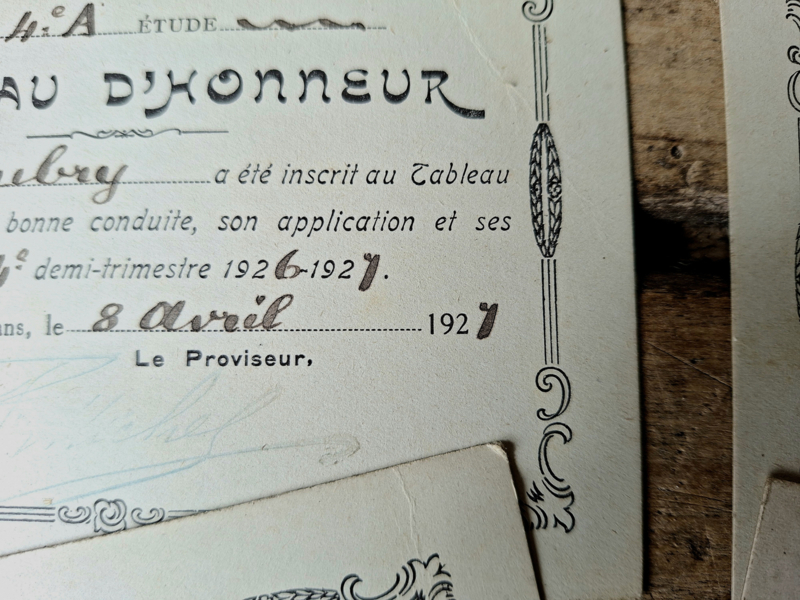 4e A ÉTUDE
AU D'HONNEUR
ubry a été inscrit au Tableau
bonne conduite, son application et ses
4e demi-trimestre 1926-1927.
ans, le 8 Avril 1927
Le Proviseur,